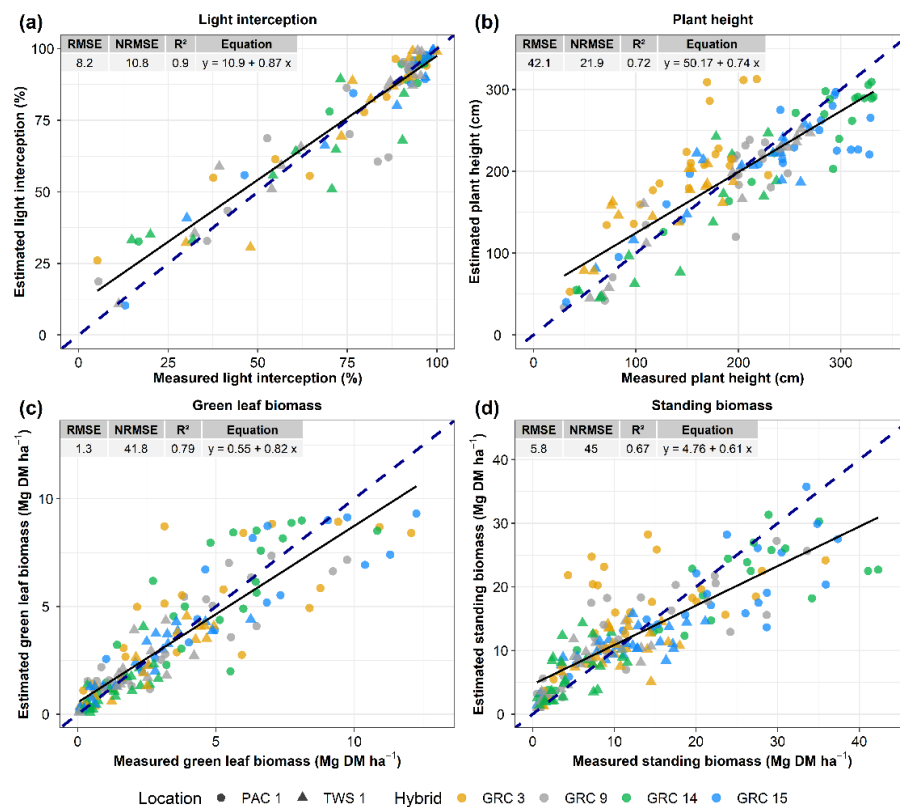 (a) Light interception
RMSE NRMSE R² Equation
8.2 10.8 0.9 y = 10.9 + 0.87 x
Estimated light interception (%)
100
75
50
25
0
0 25 50 75 100
Measured light interception (%)
(b) Plant height
RMSE NRMSE R² Equation
42.1 21.9 0.72 y = 50.17 + 0.74 x
Estimated plant height (cm)
300
200
100
0
0 100 200 300
Measured plant height (cm)
(c) Green leaf biomass
RMSE NRMSE R² Equation
1.3 41.8 0.79 y = 0.55 + 0.82 x
Estimated green leaf biomass (Mg DM ha⁻¹)
10
5
0
0 5 10
Measured green leaf biomass (Mg DM ha⁻¹)
(d) Standing biomass
RMSE NRMSE R² Equation
5.8 45 0.67 y = 4.76 + 0.61 x
Estimated standing biomass (Mg DM ha⁻¹)
40
30
20
10
0
0 10 20 30 40
Measured standing biomass (Mg DM ha⁻¹)
Location PAC 1 TWS 1 Hybrid GRC 3 GRC 9 GRC 14 GRC 15